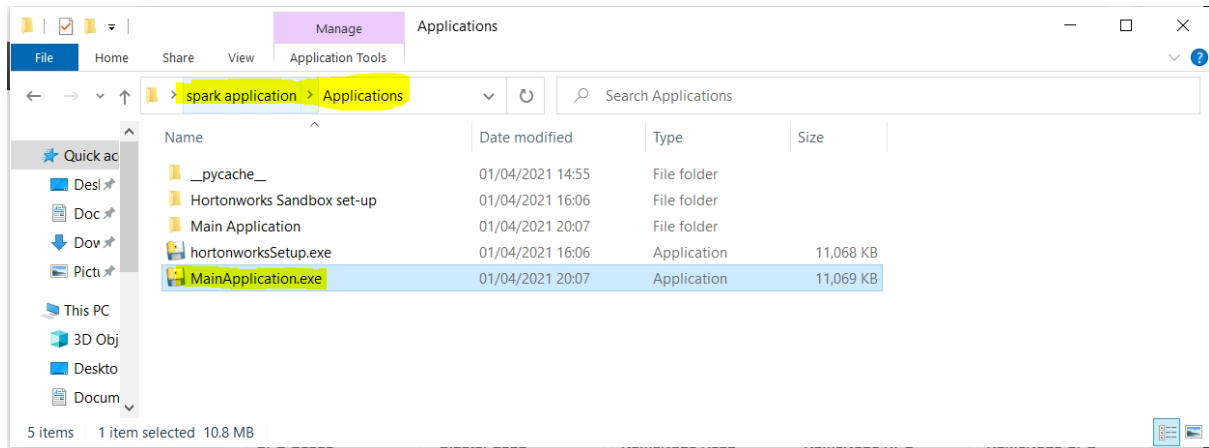 Manage
Applications
File Home Share View Application Tools
spark application > Applications
Search Applications
Name Date modified Type Size
Quick ac
__pycache__ 01/04/2021 14:55 File folder
Desl
Hortonworks Sandbox set-up 01/04/2021 16:06 File folder
Doc
Main Application 01/04/2021 20:07 File folder
Dov
hortonworksSetup.exe 01/04/2021 16:06 Application 11,068 KB
Pictu
MainApplication.exe 01/04/2021 20:07 Application 11,069 KB
This PC
3D Obj
Deskto
Docum
5 items 1 item selected 10.8 MB